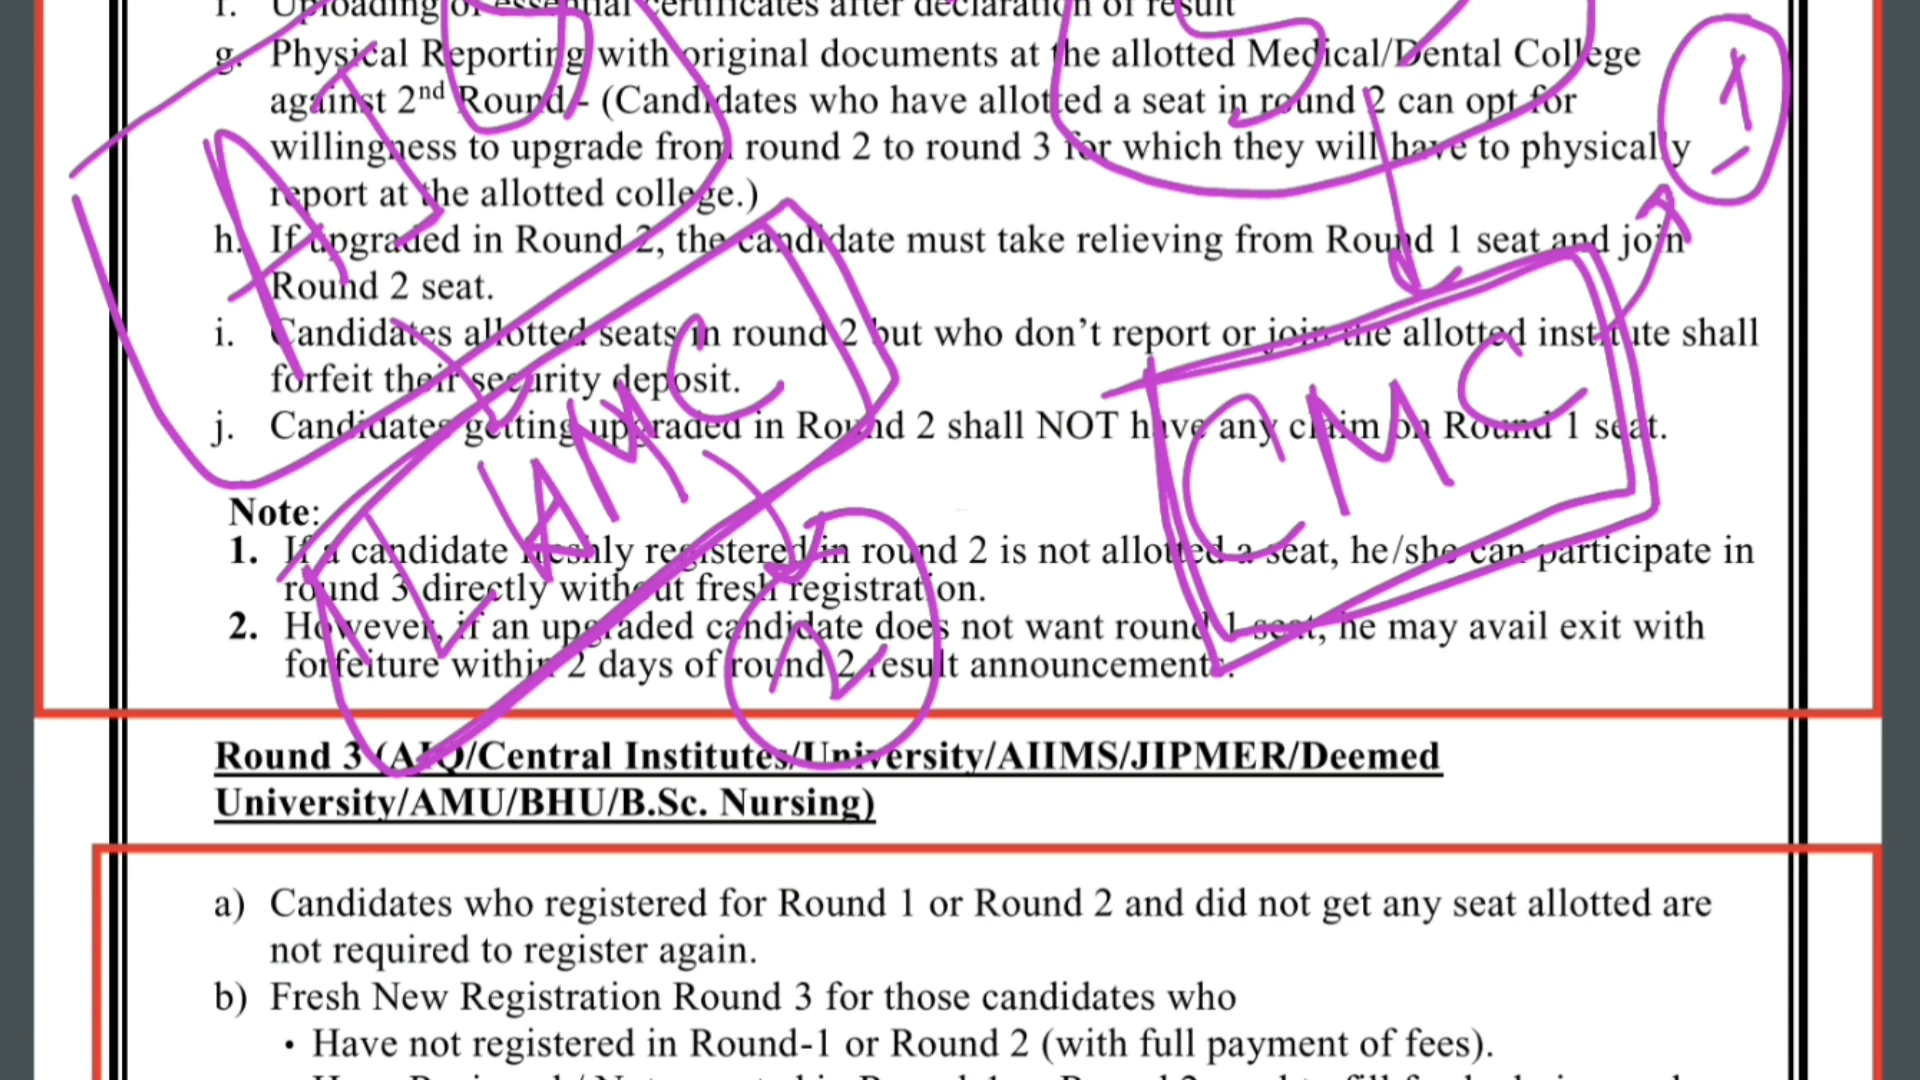 f. Uploading of essential certificates after declaration of result
g. Physical Reporting with original documents at the allotted Medical/Dental College
against 2nd Round - (Candidates who have allotted a seat in round 2 can opt for
willingness to upgrade from round 2 to round 3 for which they will have to physically
report at the allotted college.)
h. If upgraded in Round 2, the candidate must take relieving from Round 1 seat and join
Round 2 seat.
i. Candidates allotted seats in round 2 but who don't report or join the allotted institute shall
forfeit their security deposit.
j. Candidates getting upgraded in Round 2 shall NOT have any claim on Round 1 seat.
Note:
1. If a candidate freshly registered in round 2 is not allotted a seat, he/she can participate in
round 3 directly without fresh registration.
2. However, if an upgraded candidate does not want round 1 seat, he may avail exit with
forfeiture within 2 days of round 2 result announcement.
Round 3 (AIQ/Central Institutes/University/AIIMS/JIPMER/Deemed
University/AMU/BHU/B.Sc. Nursing)
a) Candidates who registered for Round 1 or Round 2 and did not get any seat allotted are
not required to register again.
b) Fresh New Registration Round 3 for those candidates who
• Have not registered in Round-1 or Round 2 (with full payment of fees).
AIQ
CMC
1
2